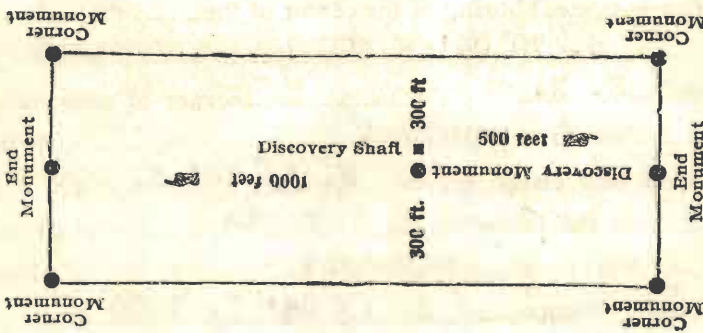 Corner
Monument
Corner
Monument
End
Monument
Discovery Shaft
300 ft
500 feet
1000 feet
Discovery Monument
300 ft.
End
Monument
Corner
Monument
Corner
Monument